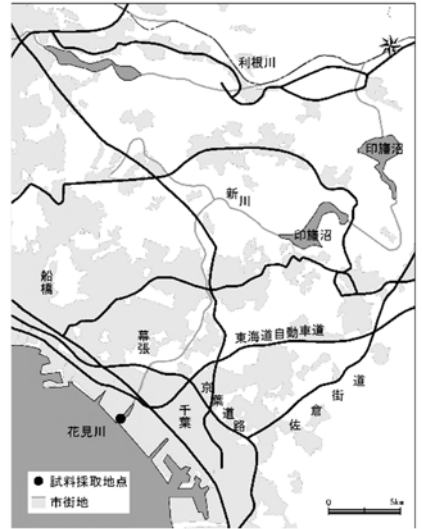 利根川
印旛沼
新川
印旛沼
船橋
幕張
東海道自動車道
京葉道路
千葉
佐倉街道
花見川
● 試料採取地点
市街地
0 5km